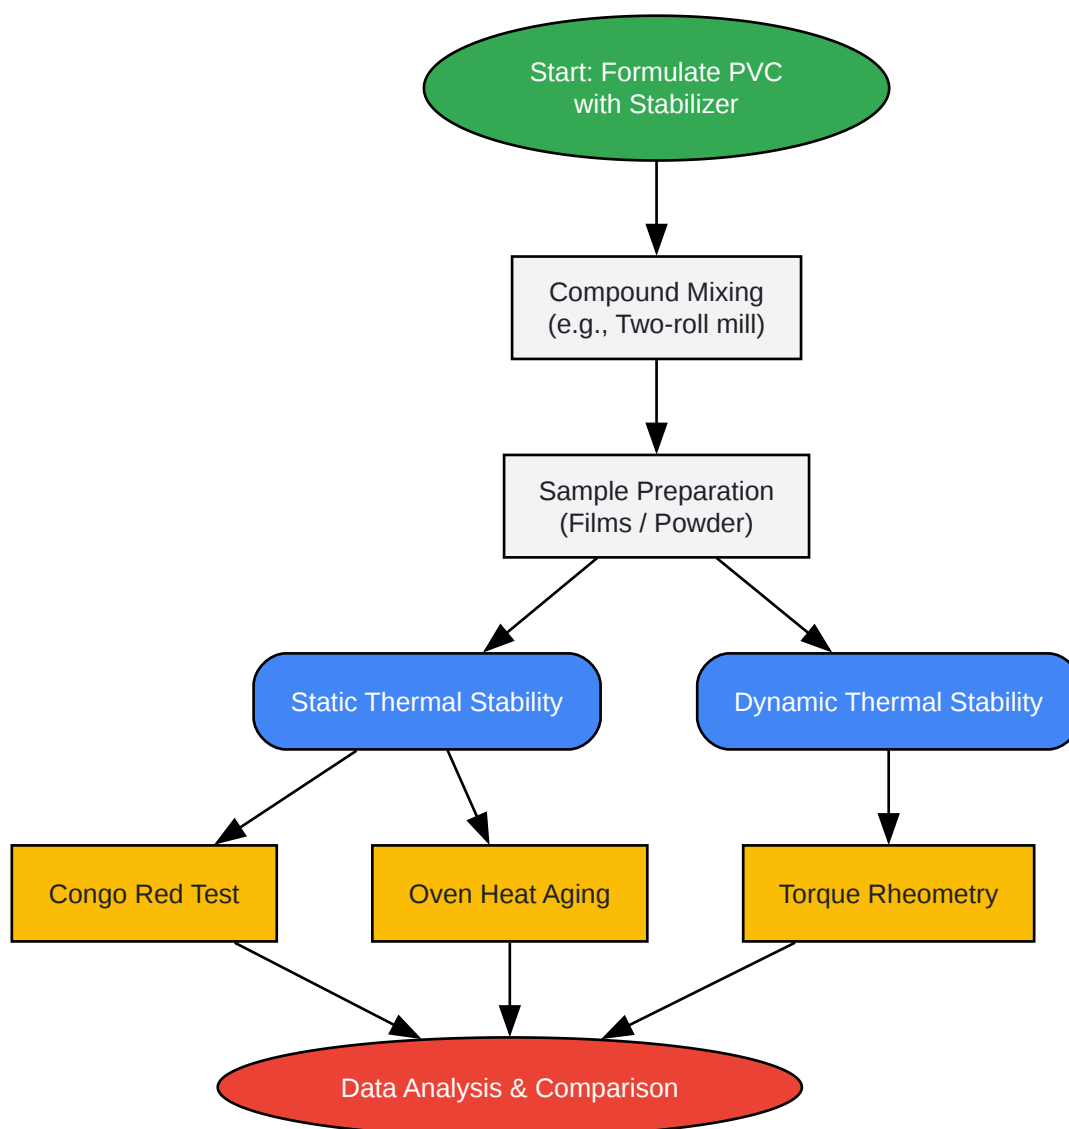 Start: Formulate PVC
with Stabilizer
Compound Mixing
(e.g., Two-roll mill)
Sample Preparation
(Films / Powder)
Static Thermal Stability
Dynamic Thermal Stability
Congo Red Test
Oven Heat Aging
Torque Rheometry
Data Analysis & Comparison